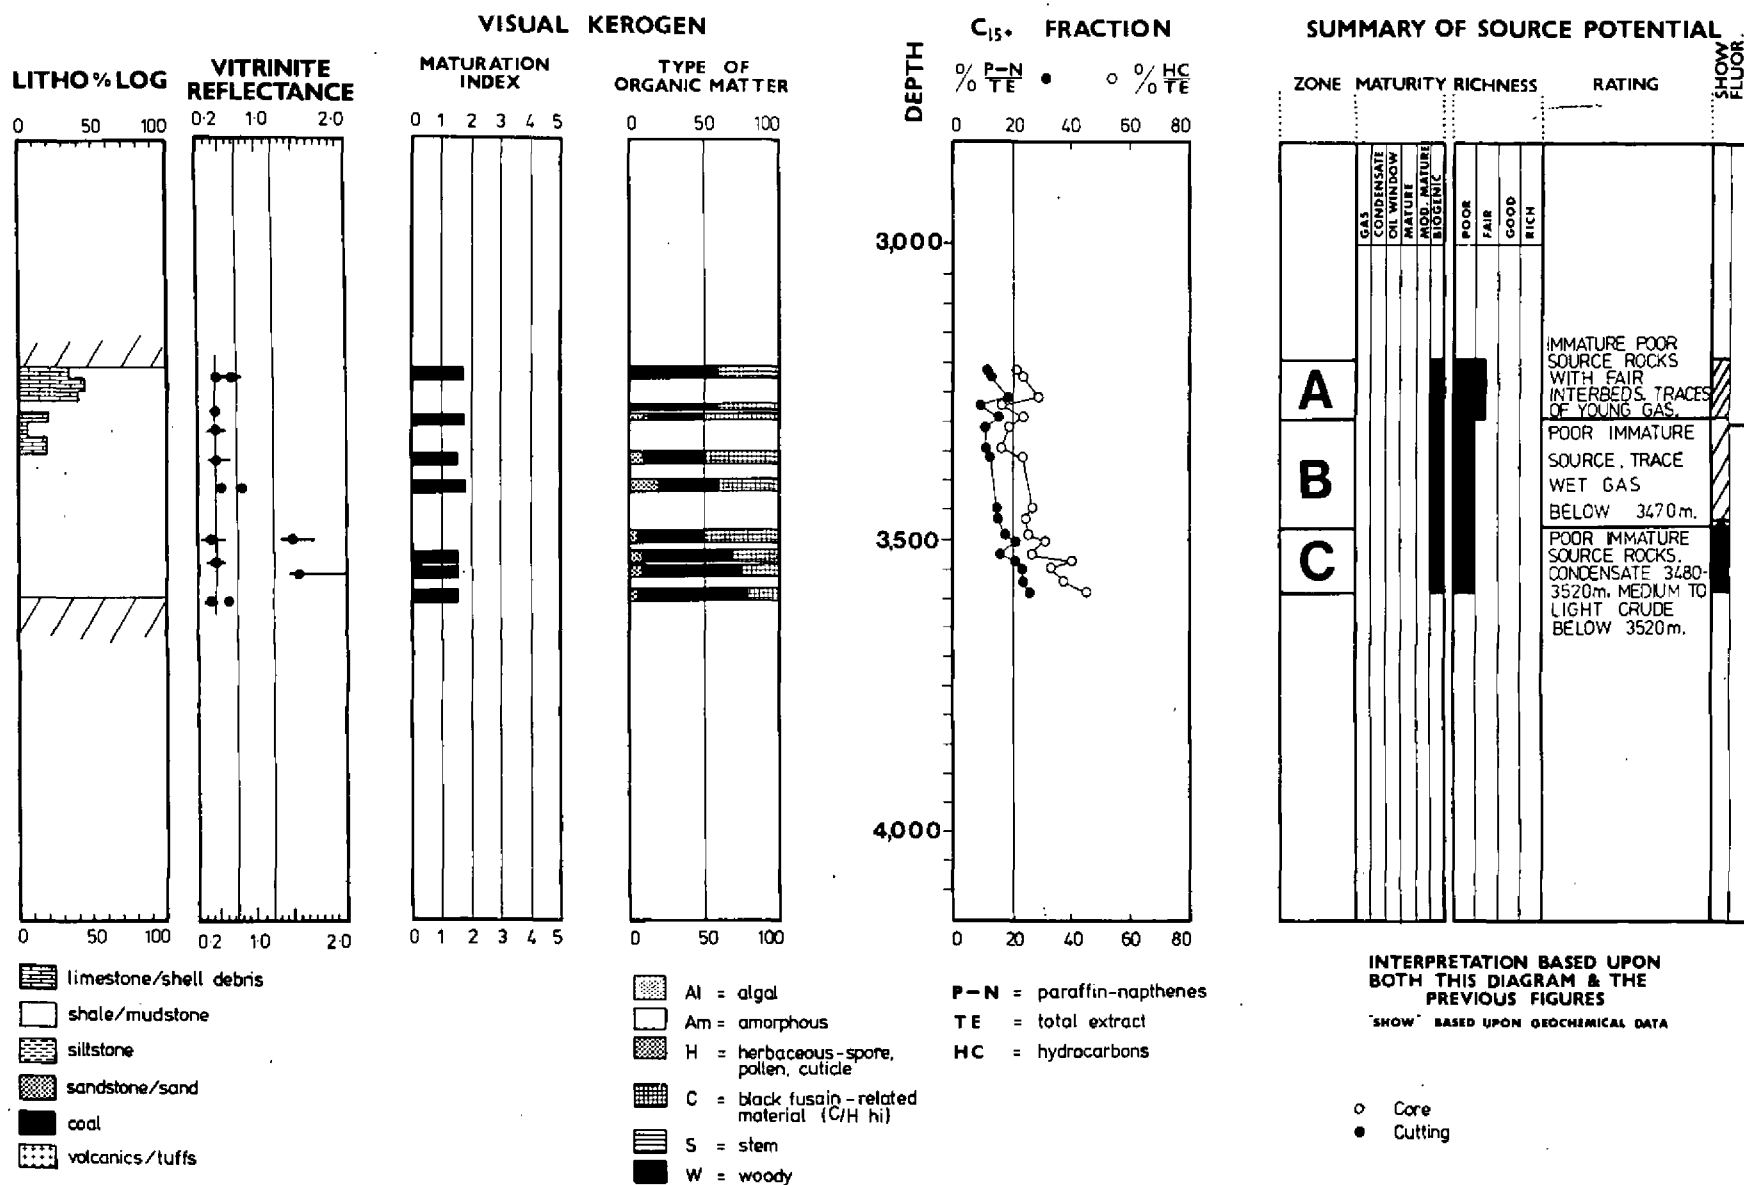 VISUAL KEROGEN
C15+ FRACTION
SUMMARY OF SOURCE POTENTIAL
LITHO % LOG
VITRINITE
REFLECTANCE
MATURATION
INDEX
TYPE OF
ORGANIC MATTER
DEPTH
% P-N/TE ● ○ % HC/TE
ZONE MATURITY RICHNESS RATING
SHOW
FLUOR.
0 50 100
0·2 1·0 2·0
0 1 2 3 4 5
0 50 100
0 20 40 60 80
GAS
CONDENSATE
OIL WINDOW
MATURE
MOD. MATURE
BIOGENIC
POOR
FAIR
GOOD
RICH
3,000
3,500
4,000
A
IMMATURE POOR
SOURCE ROCKS
WITH FAIR
INTERBEDS. TRACES
OF YOUNG GAS.
B
POOR IMMATURE
SOURCE, TRACE
WET GAS
BELOW 3470m.
C
POOR IMMATURE
SOURCE ROCKS.
CONDENSATE 3480-
3520m. MEDIUM TO
LIGHT CRUDE
BELOW 3520m.
0 50 100
0·2 1·0 2·0
0 1 2 3 4 5
0 50 100
0 20 40 60 80
limestone/shell debris
shale/mudstone
siltstone
sandstone/sand
coal
volcanics/tuffs
Al = algal
Am = amorphous
H = herbaceous-spore,
pollen, cuticle
C = black fusain-related
material (C/H hi)
S = stem
W = woody
P-N = paraffin-napthenes
TE = total extract
HC = hydrocarbons
INTERPRETATION BASED UPON
BOTH THIS DIAGRAM & THE
PREVIOUS FIGURES
"SHOW" BASED UPON GEOCHEMICAL DATA
○ Core
● Cutting